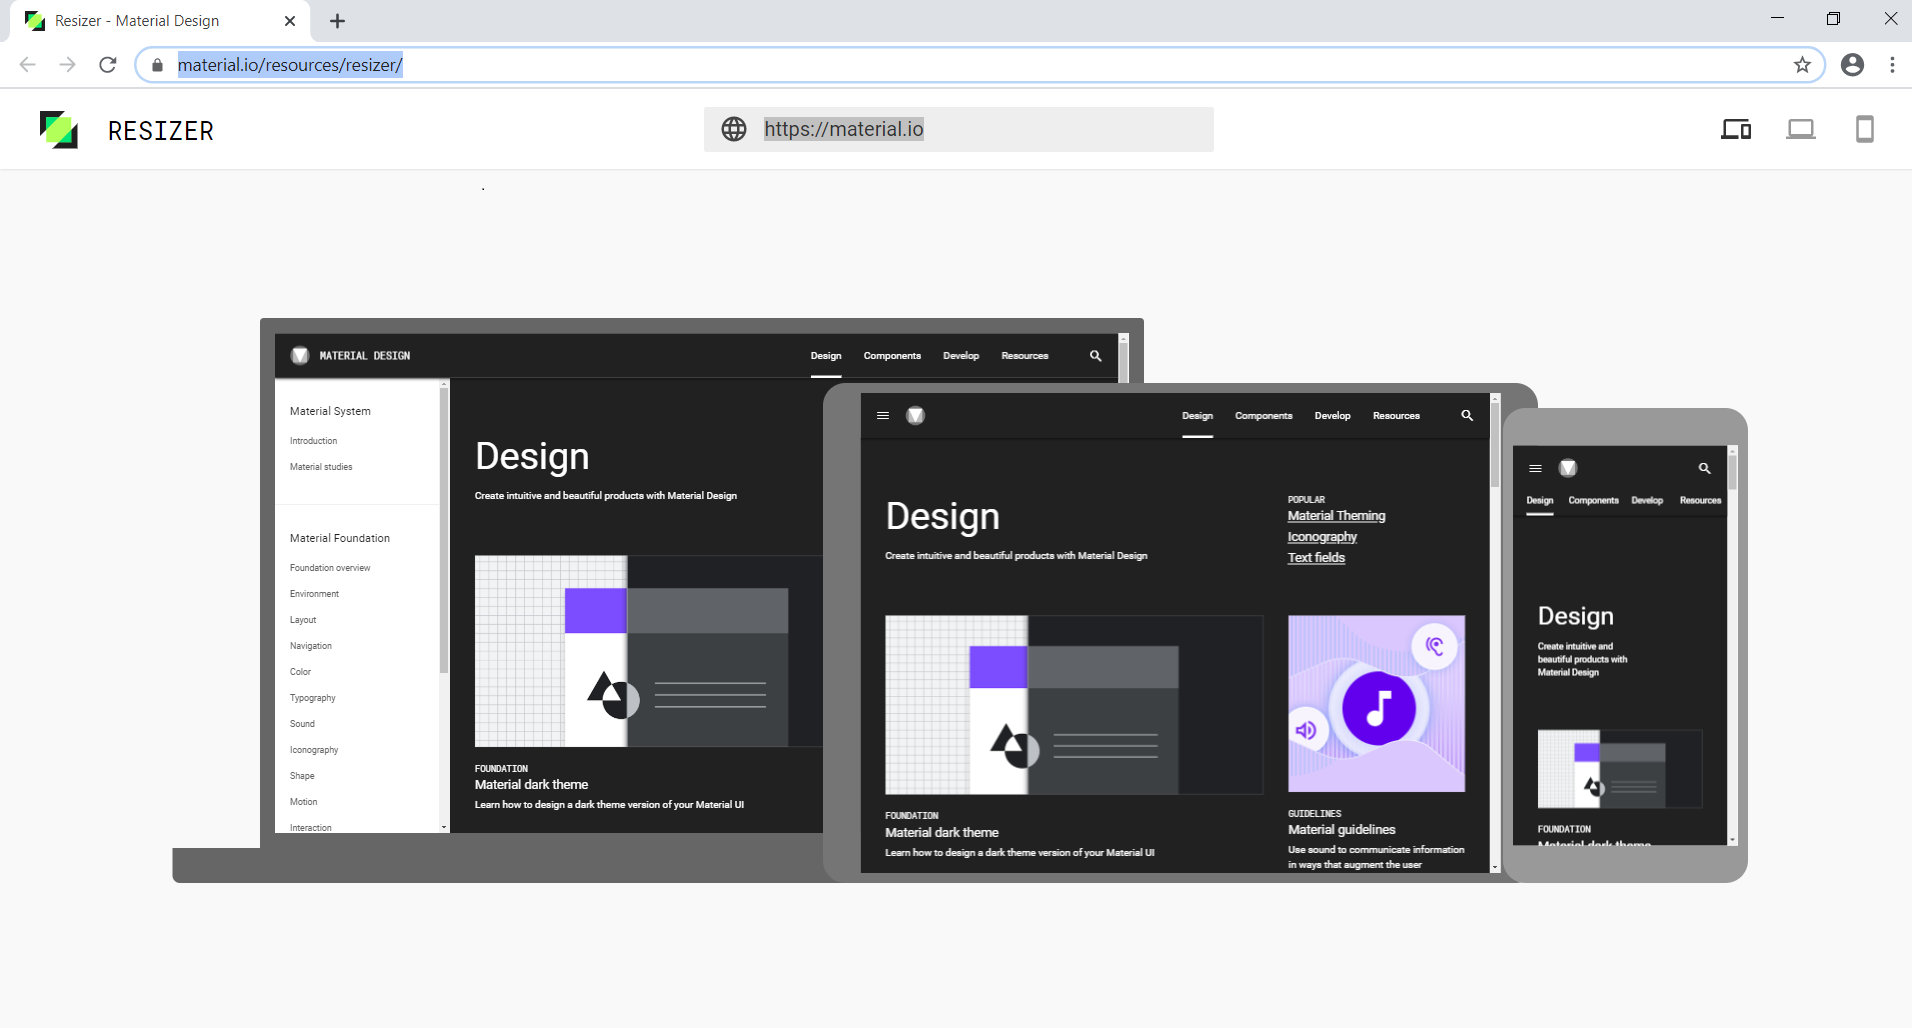 Resizer - Material Design
material.io/resources/resizer/
RESIZER
https://material.io
MATERIAL DESIGN
Design Components Develop Resources
Material System
Introduction
Material studies
Material Foundation
Foundation overview
Environment
Layout
Navigation
Color
Typography
Sound
Iconography
Shape
Motion
Interaction
Design
Create intuitive and beautiful products with Material Design
FOUNDATION
Material dark theme
Learn how to design a dark theme version of your Material UI
Design Components Develop Resources
Design
Create intuitive and beautiful products with Material Design
POPULAR
Material Theming
Iconography
Text fields
FOUNDATION
Material dark theme
Learn how to design a dark theme version of your Material UI
GUIDELINES
Material guidelines
Use sound to communicate information
in ways that augment the user
Design Components Develop Resources
Design
Create intuitive and
beautiful products with
Material Design
FOUNDATION
Material dark theme